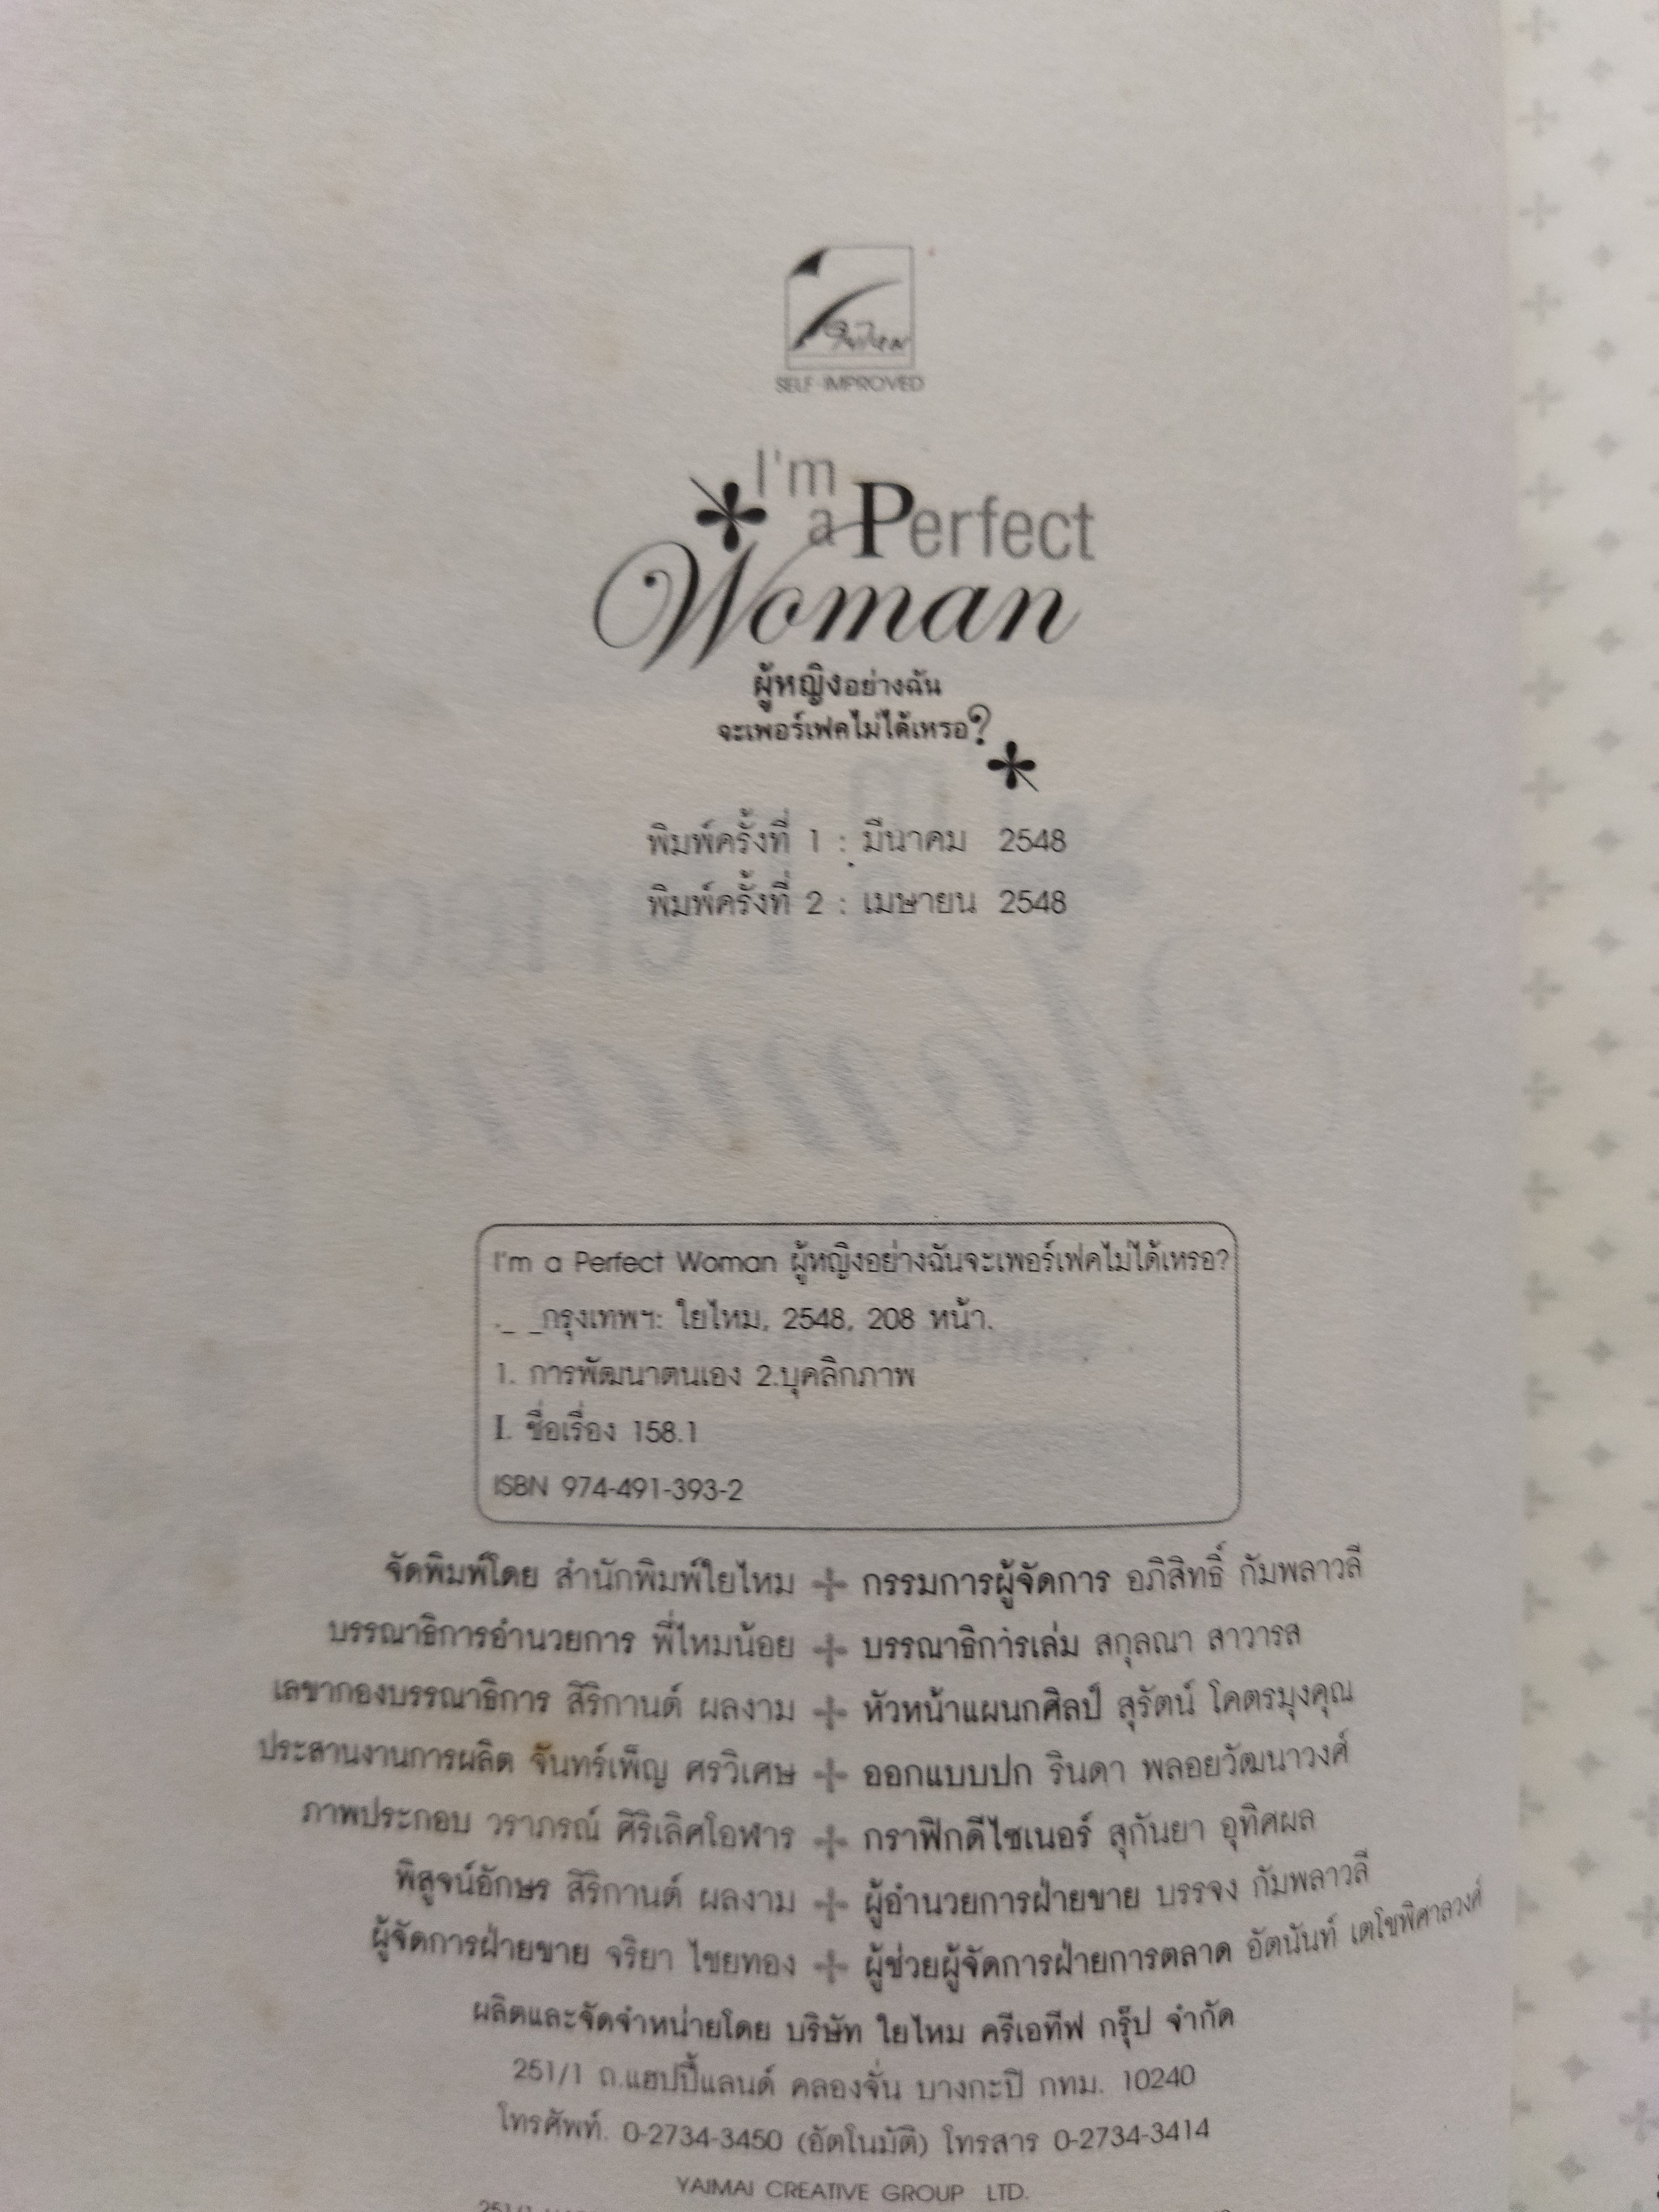 ใยไหม
SELF-IMPROVED
I'm
a Perfect
Woman
ผู้หญิงอย่างฉัน
จะเพอร์เฟคไม่ได้เหรอ?
พิมพ์ครั้งที่ 1 : มีนาคม 2548
พิมพ์ครั้งที่ 2 : เมษายน 2548
I'm a Perfect Woman ผู้หญิงอย่างฉันจะเพอร์เฟคไม่ได้เหรอ?
._ _กรุงเทพฯ: ใยไหม, 2548, 208 หน้า.
1. การพัฒนาตนเอง 2.บุคลิกภาพ
I. ชื่อเรื่อง 158.1
ISBN 974-491-393-2
จัดพิมพ์โดย สำนักพิมพ์ใยไหม + กรรมการผู้จัดการ อภิสิทธิ์ กัมพลาวลี
บรรณาธิการอำนวยการ พี่ไหมน้อย + บรรณาธิการเล่ม สกุลณา สาวารส
เลขากองบรรณาธิการ สิริกานต์ ผลงาม + หัวหน้าแผนกศิลป์ สุรัตน์ โคตรมุงคุณ
ประสานงานการผลิต จันทร์เพ็ญ ศรวิเศษ + ออกแบบปก รินดา พลอยวัฒนาวงศ์
ภาพประกอบ วราภรณ์ ศิริเลิศโอฬาร + กราฟิกดีไซเนอร์ สุกันยา อุทิศผล
พิสูจน์อักษร สิริกานต์ ผลงาม + ผู้อำนวยการฝ่ายขาย บรรจง กัมพลาวลี
ผู้จัดการฝ่ายขาย จริยา ไชยทอง + ผู้ช่วยผู้จัดการฝ่ายการตลาด อัตนันท์ เตโชพิศาลวงศ์
ผลิตและจัดจำหน่ายโดย บริษัท ใยไหม ครีเอทีฟ กรุ๊ป จำกัด
251/1 ถ.แฮปปี้แลนด์ คลองจั่น บางกะปิ กทม. 10240
โทรศัพท์. 0-2734-3450 (อัตโนมัติ) โทรสาร 0-2734-3414
YAIMAI CREATIVE GROUP LTD.